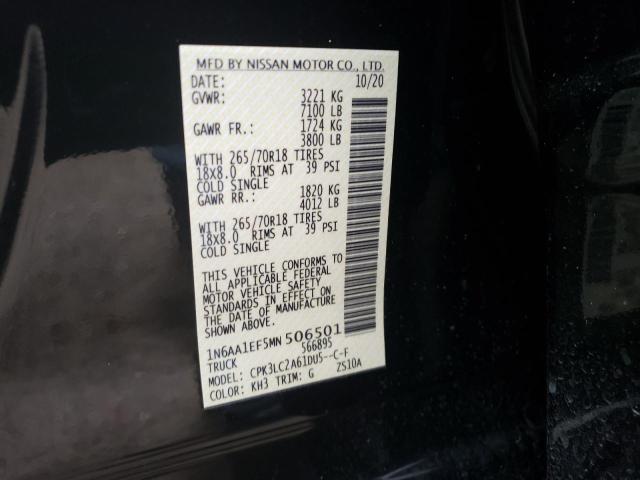 MFD BY NISSAN MOTOR CO., LTD.
DATE: 10/20
GVWR: 3221 KG
7100 LB
GAWR FR.: 1724 KG
3800 LB
WITH 265/70R18 TIRES
18X8.0 RIMS AT 39 PSI
COLD SINGLE
GAWR RR.: 1820 KG
4012 LB
WITH 265/70R18 TIRES
18X8.0 RIMS AT 39 PSI
COLD SINGLE
THIS VEHICLE CONFORMS TO
ALL APPLICABLE FEDERAL
MOTOR VEHICLE SAFETY
STANDARDS IN EFFECT ON
THE DATE OF MANUFACTURE
SHOWN ABOVE.
1N6AA1EF5MN506501
TRUCK 566895
MODEL: CPK3LC2A61DU5--C-F
COLOR: KH3 TRIM: G ZS10A